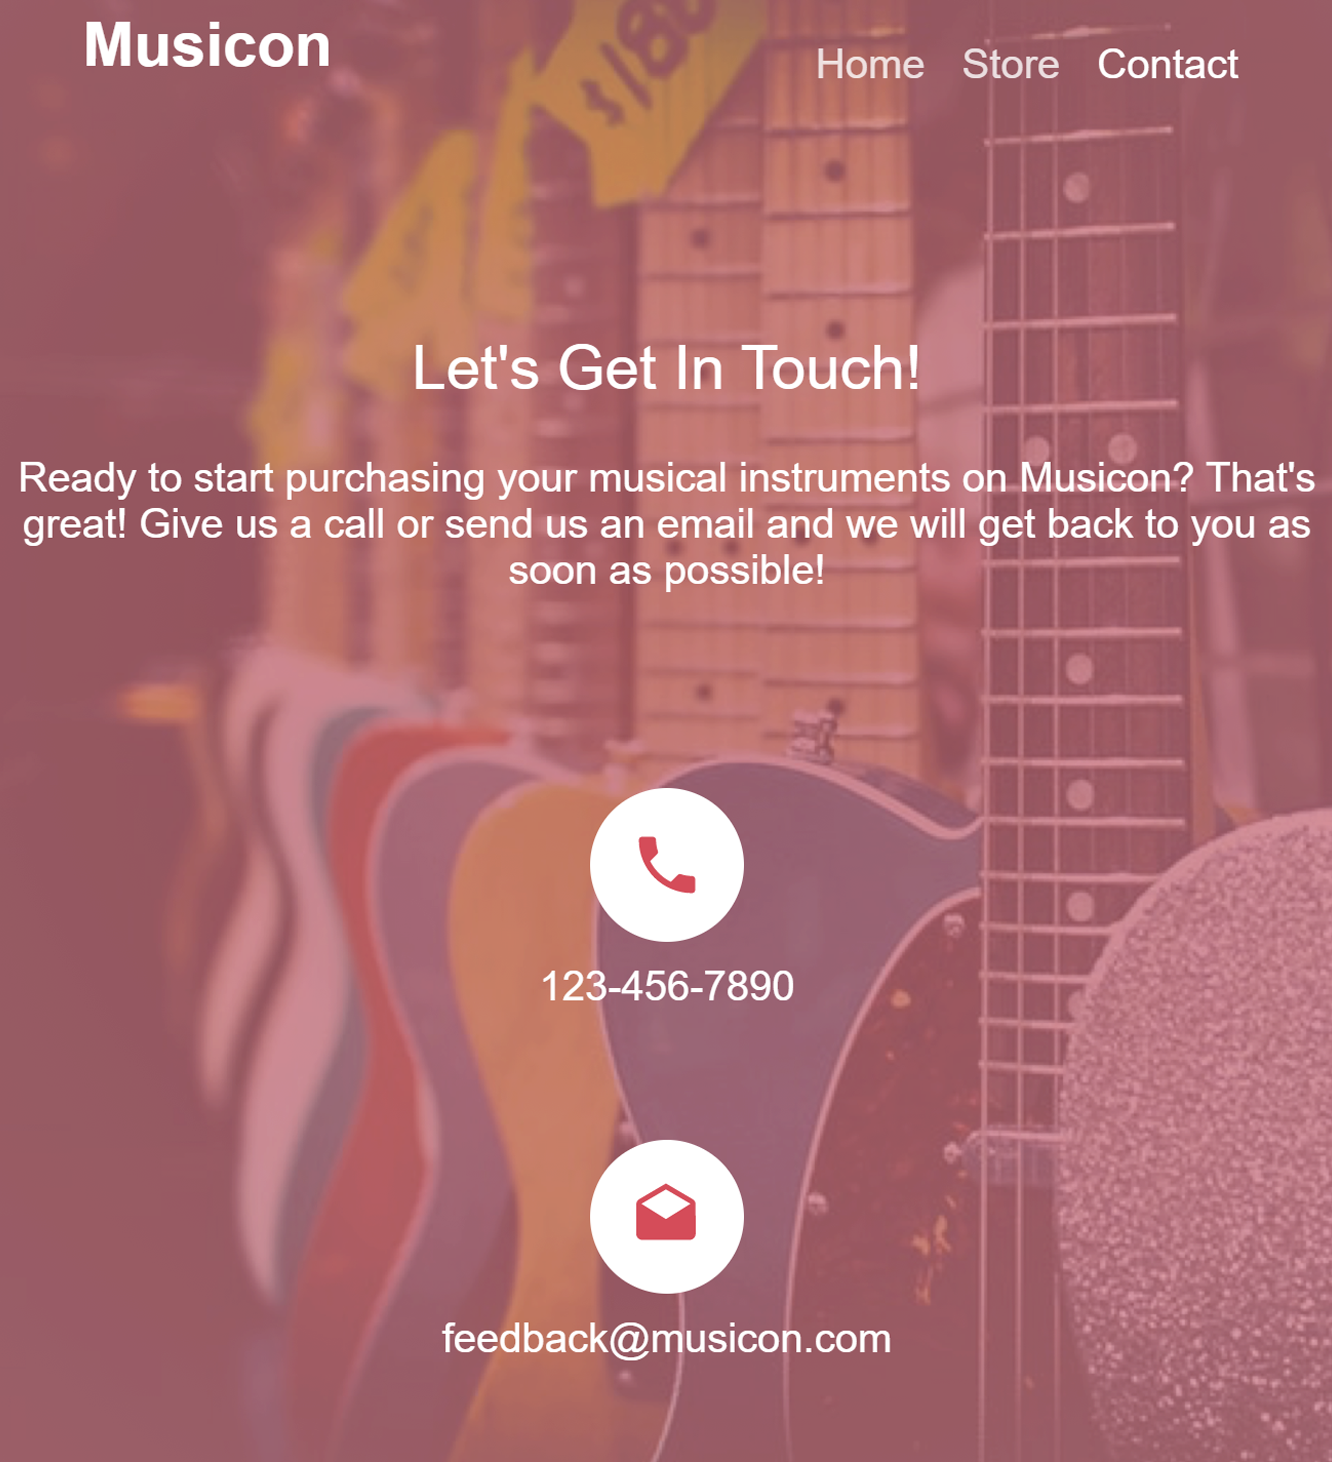 Musicon
Home Store Contact
Let's Get In Touch!
Ready to start purchasing your musical instruments on Musicon? That's
great! Give us a call or send us an email and we will get back to you as
soon as possible!
123-456-7890
feedback@musicon.com